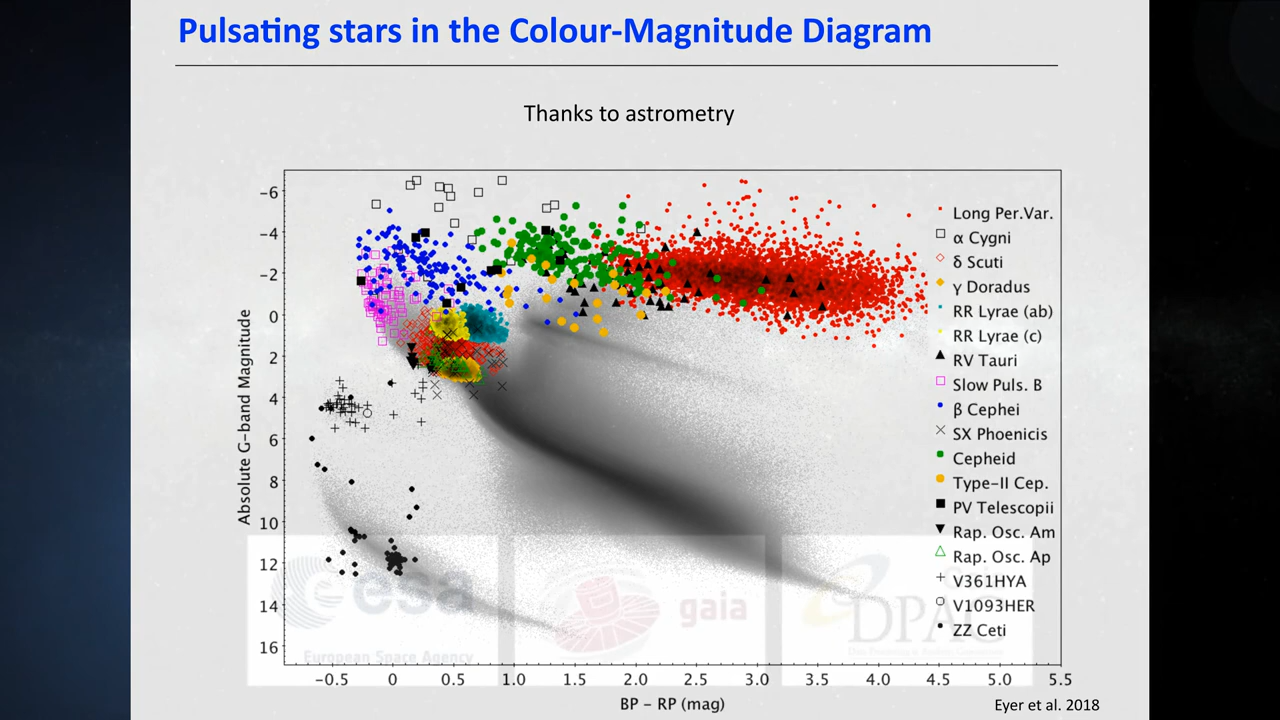 Pulsating stars in the Colour-Magnitude Diagram
Thanks to astrometry
Absolute G-band Magnitude
-6
-4
-2
0
2
4
6
8
10
12
14
16
Long Per.Var.
α Cygni
δ Scuti
γ Doradus
RR Lyrae (ab)
RR Lyrae (c)
RV Tauri
Slow Puls. B
β Cephei
SX Phoenicis
Cepheid
Type-II Cep.
PV Telescopii
Rap. Osc. Am
Rap. Osc. Ap
V361HYA
V1093HER
ZZ Ceti
esa
European Space Agency
gaia
DPAC
-0.5 0 0.5 1.0 1.5 2.0 2.5 3.0 3.5 4.0 4.5 5.0 5.5
BP - RP (mag)
Eyer et al. 2018